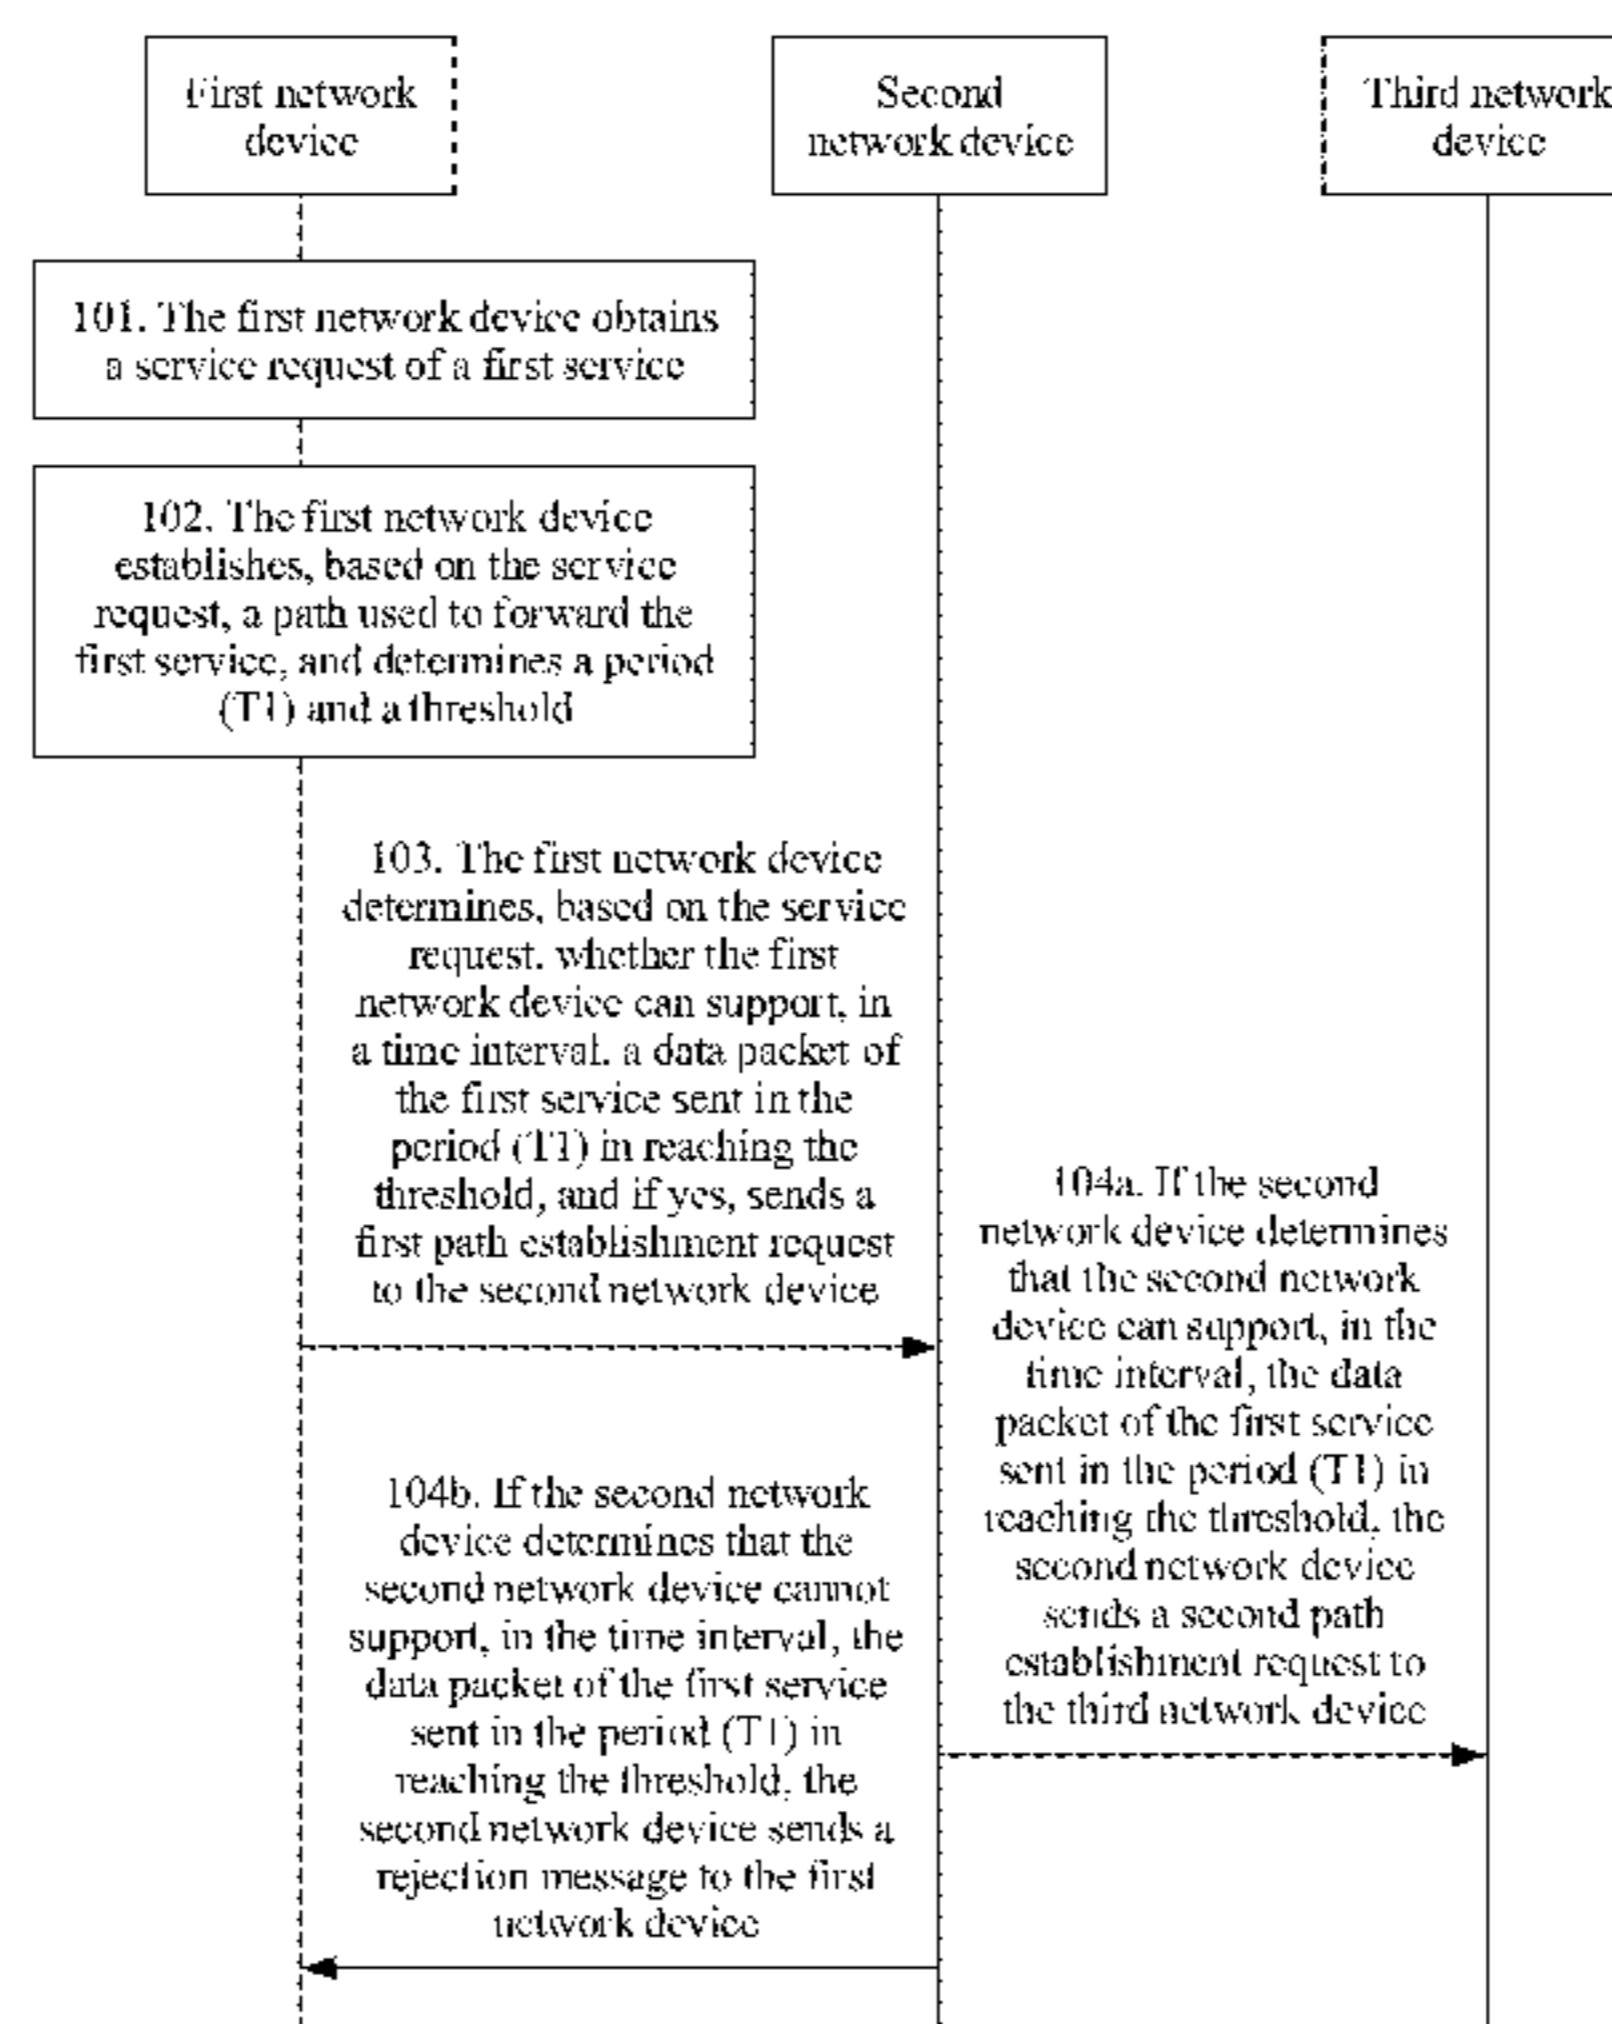 First network
device
Second
network device
Third network
device
101. The first network device obtains
a service request of a first service
102. The first network device
establishes, based on the service
request, a path used to forward the
first service, and determines a period
(T1) and a threshold
103. The first network device
determines, based on the service
request, whether the first
network device can support, in
a time interval, a data packet of
the first service sent in the
period (T1) in reaching the
threshold, and if yes, sends a
first path establishment request
to the second network device
104a. If the second
network device determines
that the second network
device can support, in the
time interval, the data
packet of the first service
sent in the period (T1) in
reaching the threshold, the
second network device
sends a second path
establishment request to
the third network device
104b. If the second network
device determines that the
second network device cannot
support, in the time interval, the
data packet of the first service
sent in the period (T1) in
reaching the threshold, the
second network device sends a
rejection message to the first
network device